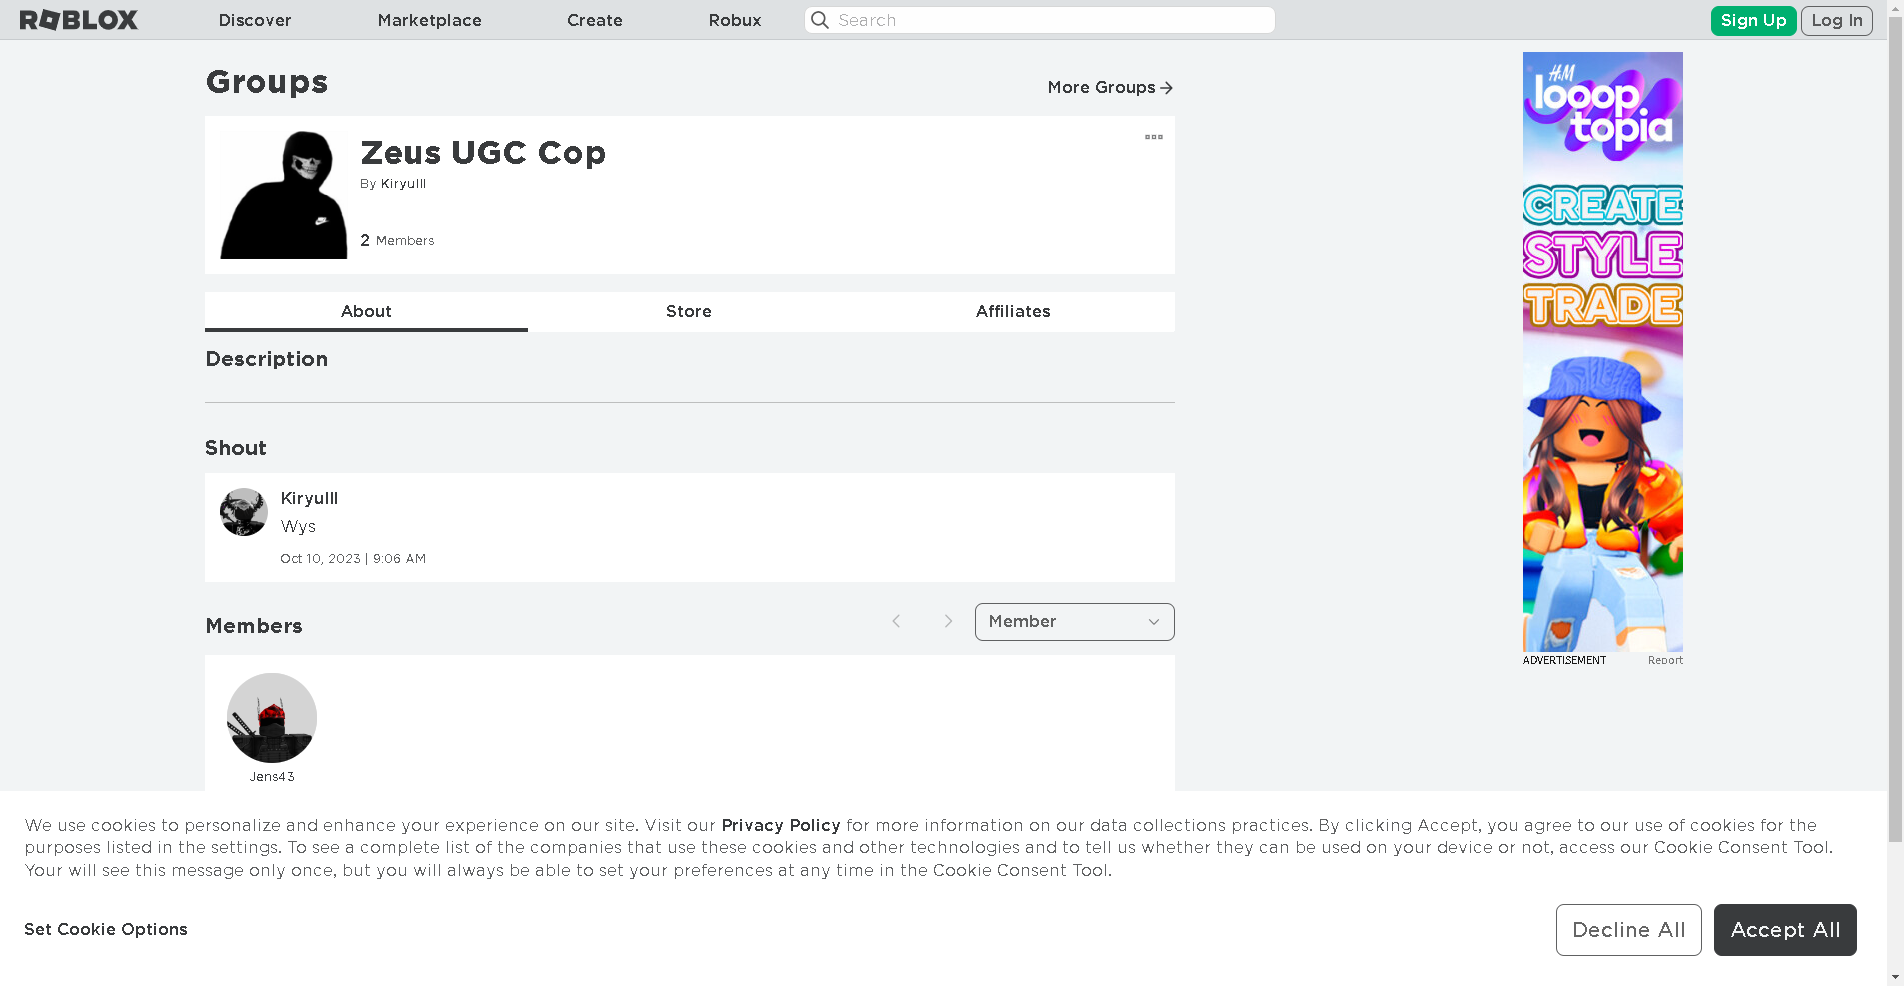 ROBLOX
Discover
Marketplace
Create
Robux
Search
Sign Up
Log In
Groups
More Groups
Zeus UGC Cop
By Kiryulll
2 Members
About
Store
Affiliates
Description
Shout
Kiryulll
Wys
Oct 10, 2023 | 9:06 AM
Members
Member
Jens43
H&M
looop
topia
CREATE
STYLE
TRADE
ADVERTISEMENT
Report
We use cookies to personalize and enhance your experience on our site. Visit our Privacy Policy for more information on our data collections practices. By clicking Accept, you agree to our use of cookies for the
purposes listed in the settings. To see a complete list of the companies that use these cookies and other technologies and to tell us whether they can be used on your device or not, access our Cookie Consent Tool.
Your will see this message only once, but you will always be able to set your preferences at any time in the Cookie Consent Tool.
Set Cookie Options
Decline All
Accept All